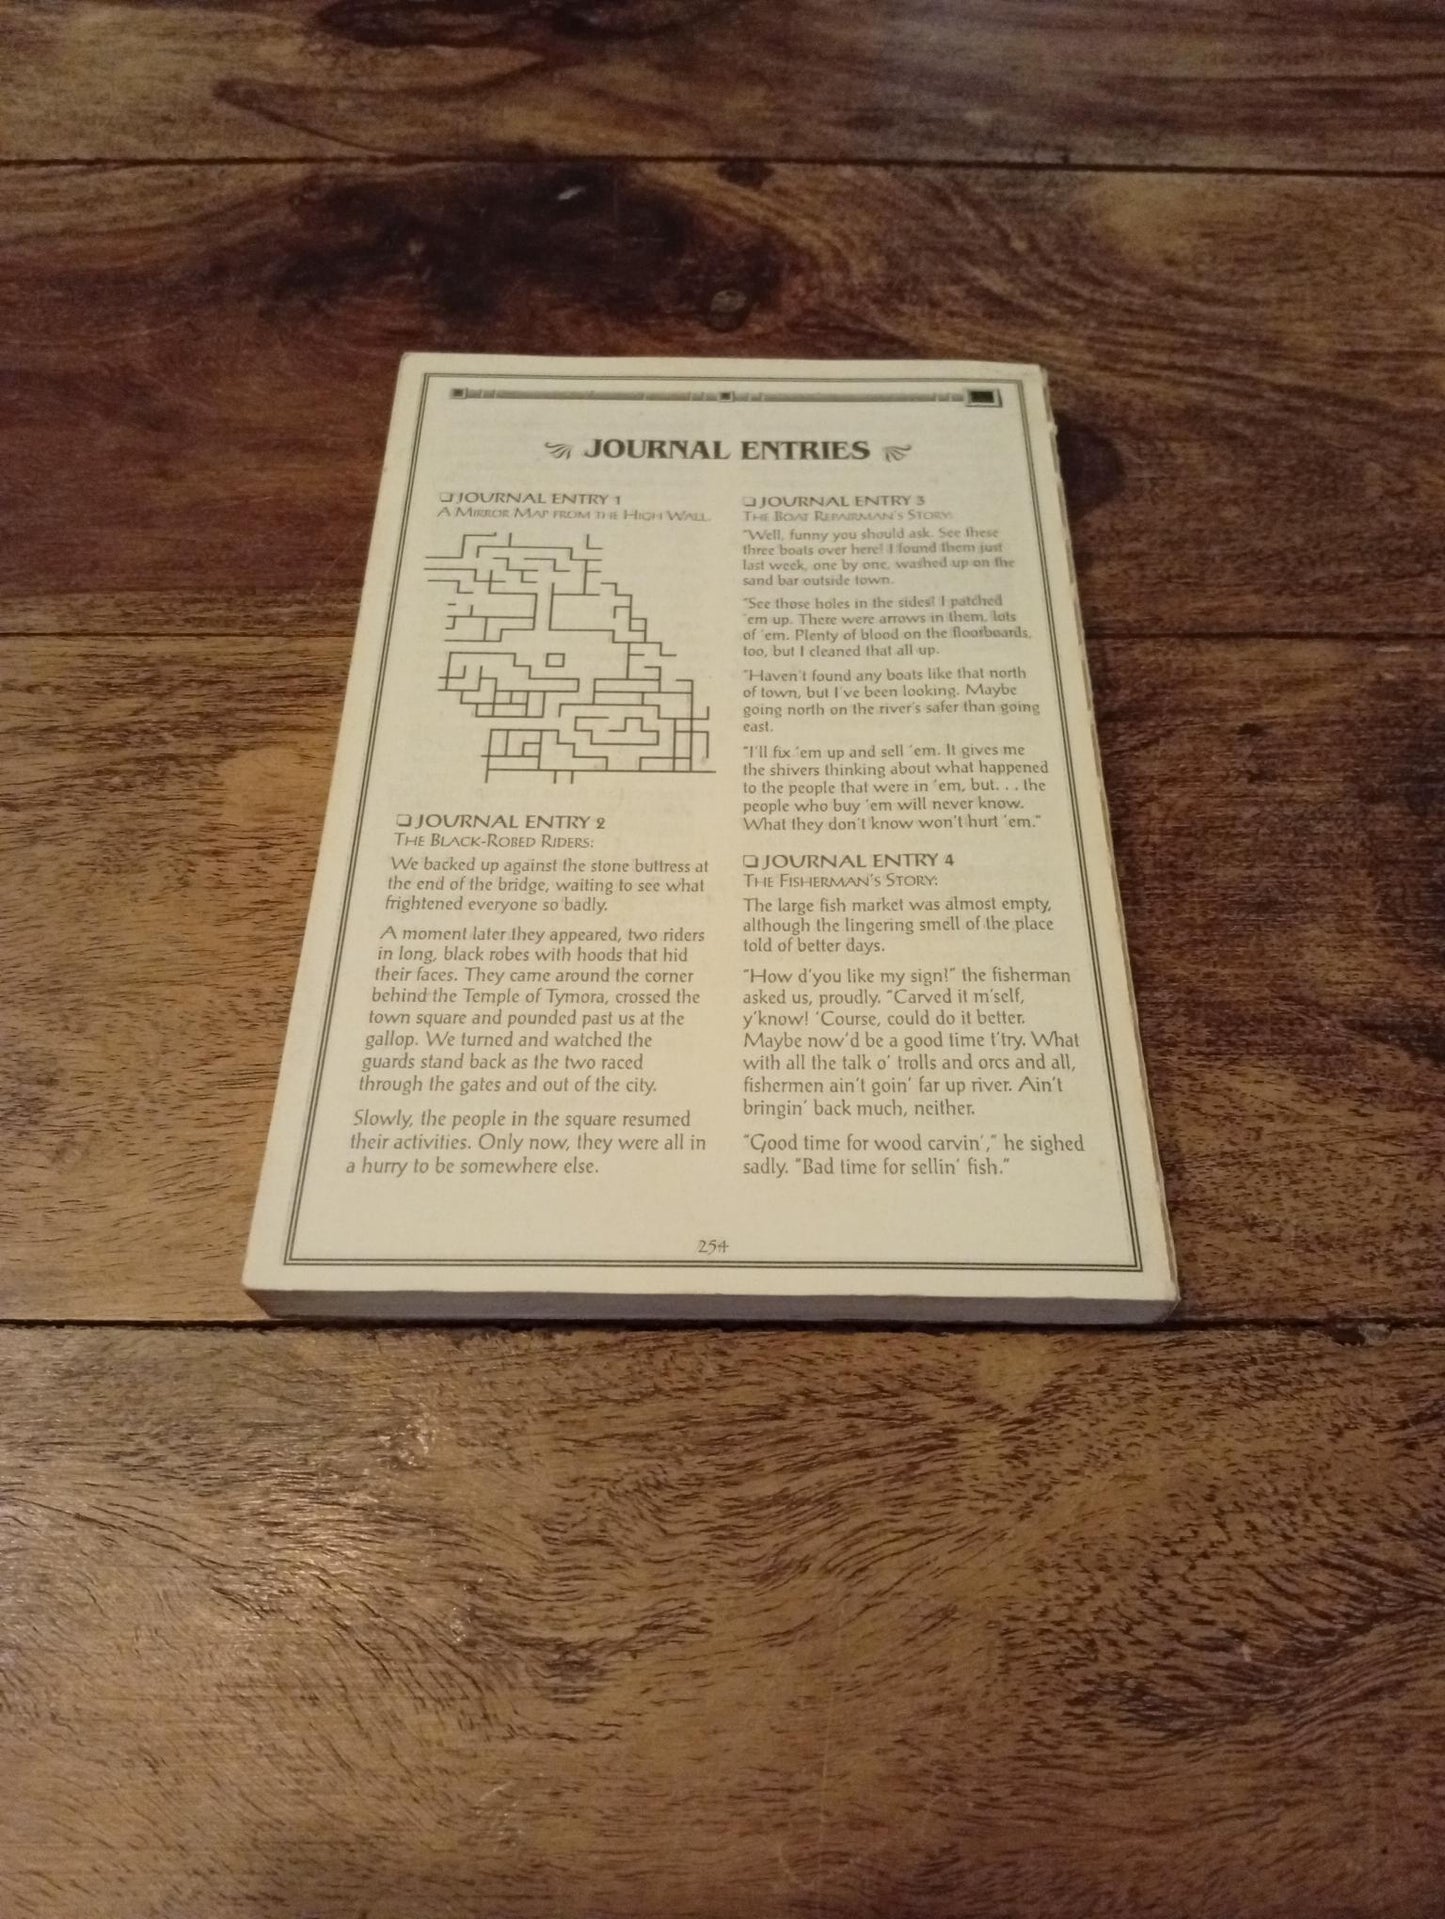 JOURNAL ENTRIES
❏ JOURNAL ENTRY 1
A MIRROR MAP FROM THE HIGH WALL.
❏ JOURNAL ENTRY 2
THE BLACK-ROBED RIDERS:
We backed up against the stone buttress at
the end of the bridge, waiting to see what
frightened everyone so badly.
A moment later they appeared, two riders
in long, black robes with hoods that hid
their faces. They came around the corner
behind the Temple of Tymora, crossed the
town square and pounded past us at the
gallop. We turned and watched the
guards stand back as the two raced
through the gates and out of the city.
Slowly, the people in the square resumed
their activities. Only now, they were all in
a hurry to be somewhere else.
❏ JOURNAL ENTRY 3
THE BOAT REPAIRMAN'S STORY:
"Well, funny you should ask. See these
three boats over here? I found them just
last week, one by one, washed up on the
sand bar outside town.
"See those holes in the sides? I patched
'em up. There were arrows in them, lots
of 'em. Plenty of blood on the floorboards,
too, but I cleaned that all up.
"Haven't found any boats like that north
of town, but I've been looking. Maybe
going north on the river's safer than going
east.
"I'll fix 'em up and sell 'em. It gives me
the shivers thinking about what happened
to the people that were in 'em, but. . . the
people who buy 'em will never know.
What they don't know won't hurt 'em."
❏ JOURNAL ENTRY 4
THE FISHERMAN'S STORY:
The large fish market was almost empty,
although the lingering smell of the place
told of better days.
"How d'you like my sign?" the fisherman
asked us, proudly. "Carved it m'self,
y'know! 'Course, could do it better.
Maybe now'd be a good time t'try. What
with all the talk o' trolls and orcs and all,
fishermen ain't goin' far up river. Ain't
bringin' back much, neither.
"Good time for wood carvin'," he sighed
sadly. "Bad time for sellin' fish."
254